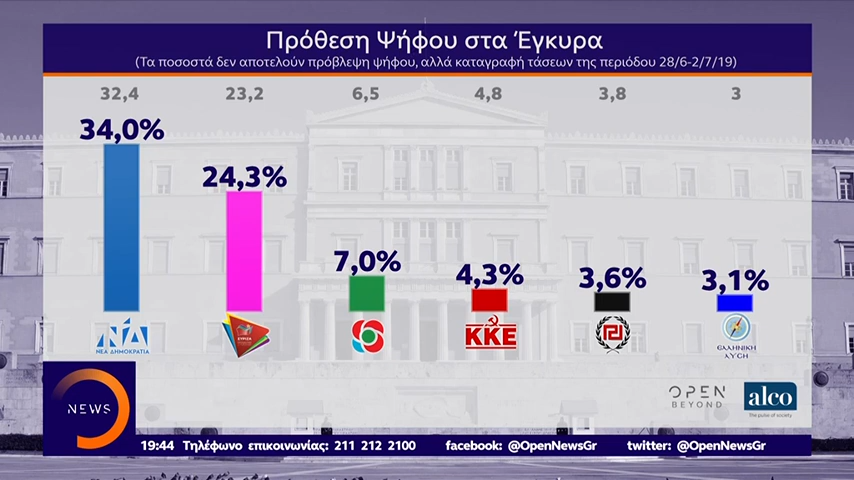 Πρόθεση Ψήφου στα Έγκυρα
(Τα ποσοστά δεν αποτελούν πρόβλεψη ψήφου, αλλά καταγραφή τάσεων της περιόδου 28/6-2/7/19)
32,4 23,2 6,5 4,8 3,8 3
34,0% 24,3% 7,0% 4,3% 3,6% 3,1%
ΝΔ ΚΚΕ
ΝΕΑ ΔΗΜΟΚΡΑΤΙΑ ΕΛΛΗΝΙΚΗ
ΛΥΣΗ
OPEN
BEYOND
alco
The pulse of society
NEWS
19:44 Τηλέφωνο επικοινωνίας: 211 212 2100 facebook: @OpenNewsGr twitter: @OpenNewsGr